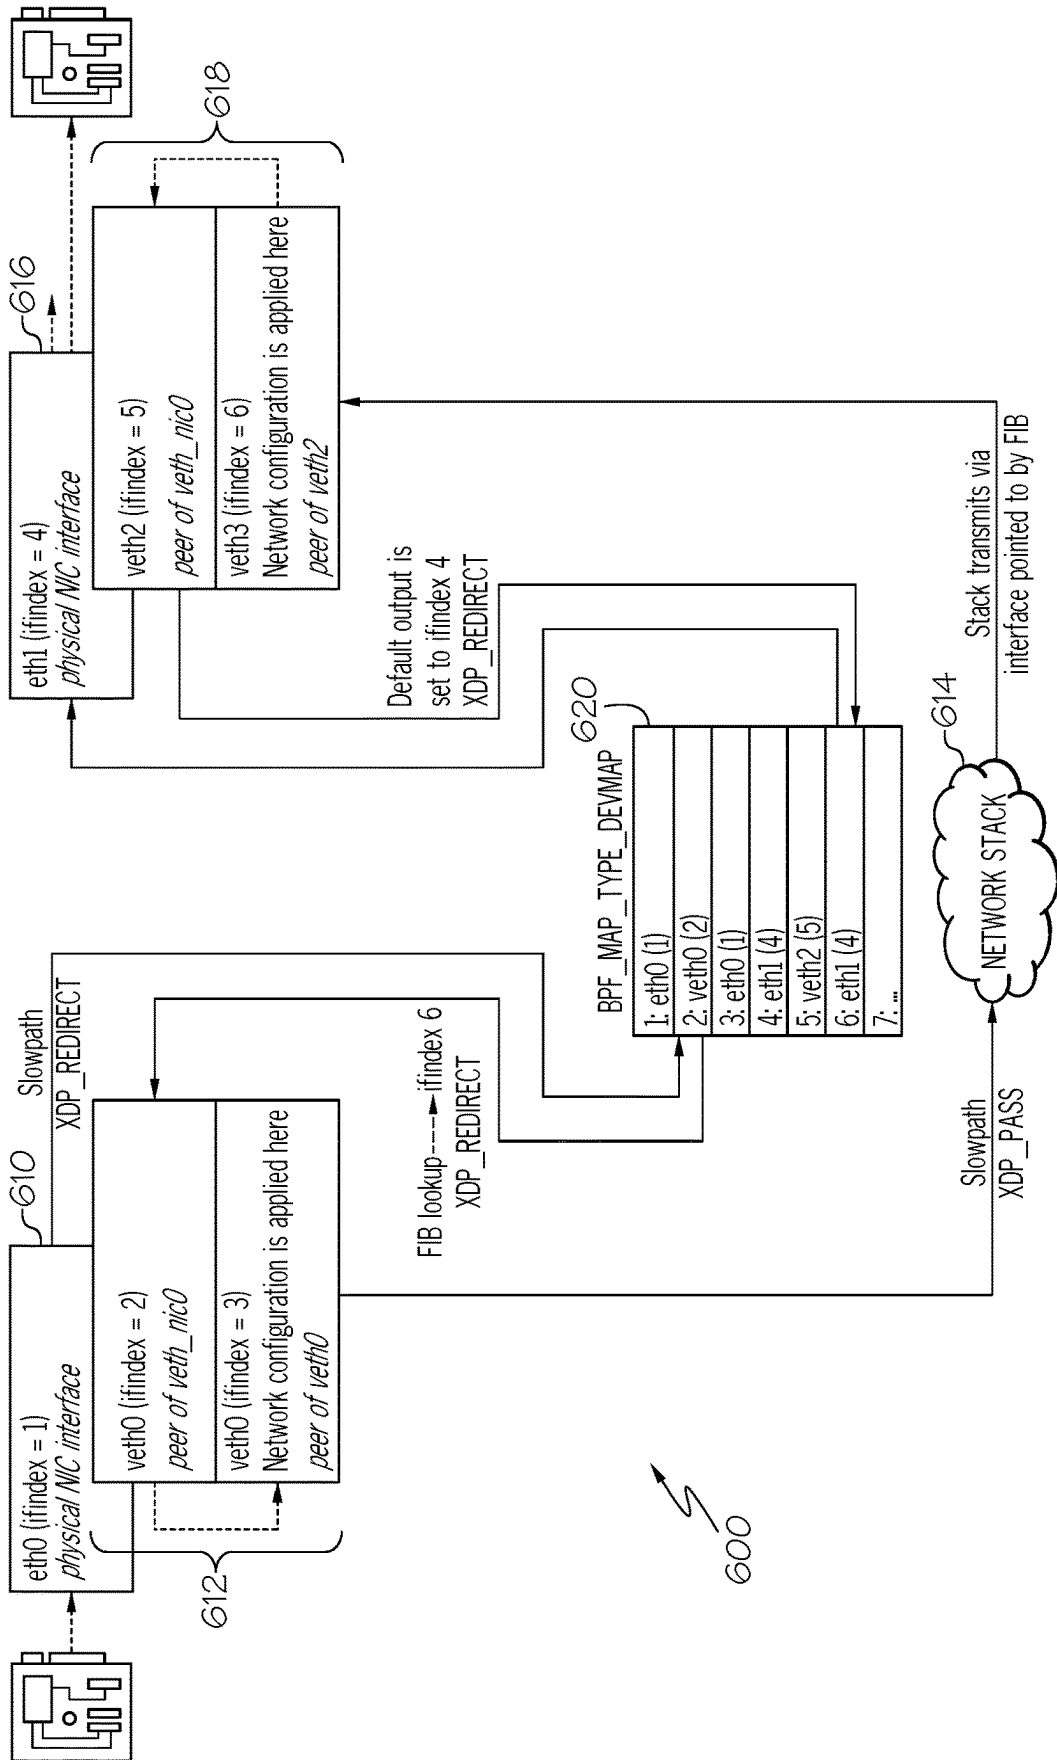 eth0 (ifindex = 1)
physical NIC interface
610
veth0 (ifindex = 2)
peer of veth_nic0
veth0 (ifindex = 3)
Network configuration is applied here
peer of veth0
612
Slowpath
XDP_REDIRECT
FIB lookup
ifindex 6
XDP_REDIRECT
Slowpath
XDP_PASS
600
BPF_MAP_TYPE_DEVMAP
620
1: eth0 (1)
2: veth0 (2)
3: eth0 (1)
4: eth1 (4)
5: veth2 (5)
6: eth1 (4)
7: ...
NETWORK STACK
614
Default output is
set to ifindex 4
XDP_REDIRECT
Stack transmits via
interface pointed to by FIB
eth1 (ifindex = 4)
physical NIC interface
616
veth2 (ifindex = 5)
peer of veth_nic0
veth3 (ifindex = 6)
Network configuration is applied here
peer of veth2
618